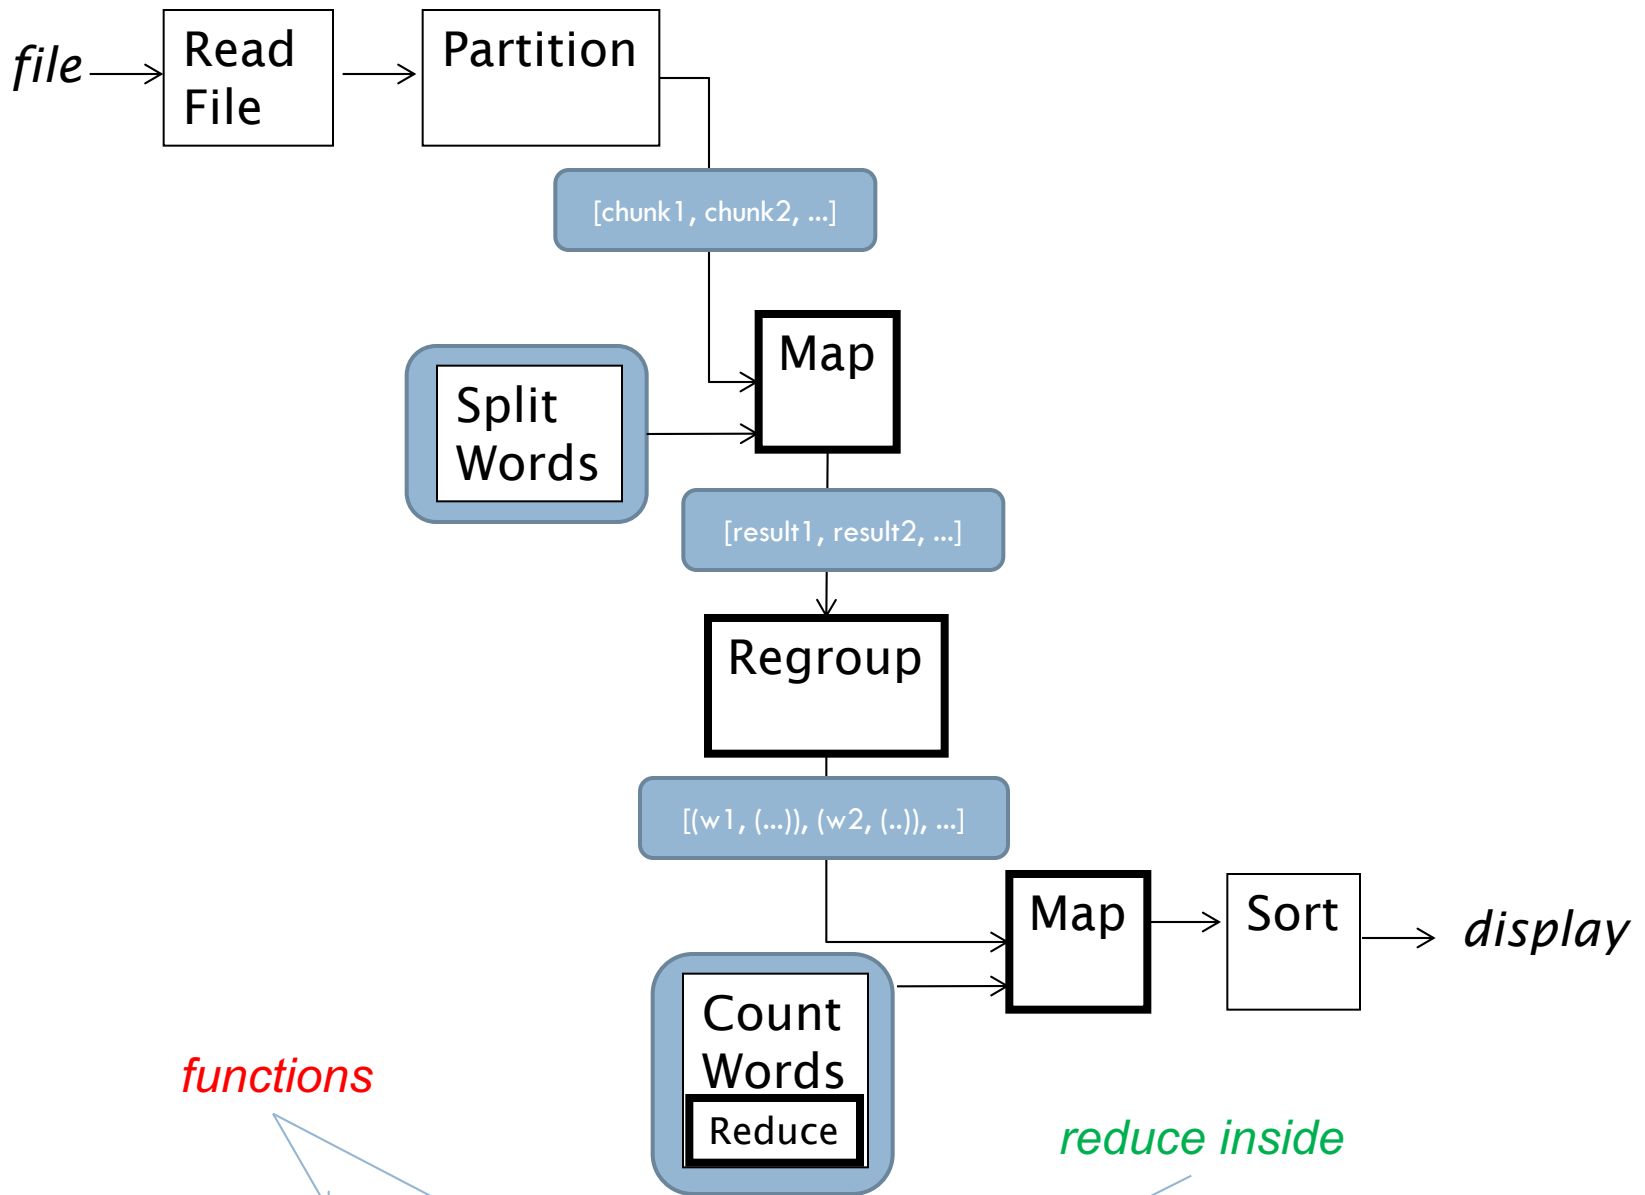 file
Read
File
Partition
[chunk1, chunk2, ...]
Map
Split
Words
[result1, result2, ...]
Regroup
[(w1, (...)), (w2, (..)), ...]
Map
Sort
display
Count
Words
Reduce
functions
reduce inside